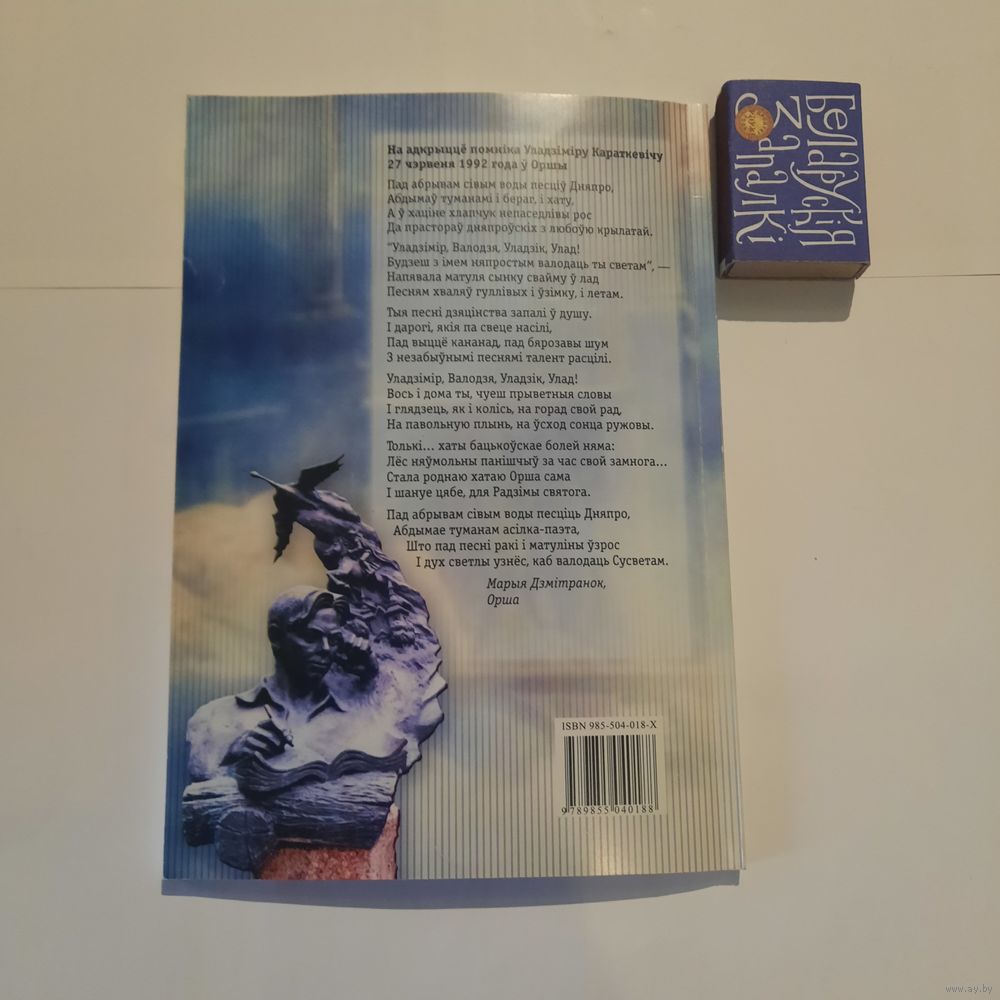 На адкрыццё помніка Уладзіміру Караткевічу
27 чэрвеня 1992 года ў Оршы
Пад абрывам сівым воды песціў Дняпро,
Абдымаў туманамі і бераг, і хату,
А ў хаціне хлапчук непаседлівы рос
Да прастораў дняпроўскіх з любоўю крылатай.
"Уладзімір, Валодзя, Уладзік, Улад!
Будзеш з імем няпростым валодаць ты светам", —
Напявала матуля сынку свайму ў лад
Песням хваляў гуллівых і ўзімку, і летам.
Тыя песні дзяцінства запалі ў душу.
І дарогі, якія па свеце насілі,
Пад выццё кананад, пад бярозавы шум
З незабыўнымі песнямі талент расцілі.
Уладзімір, Валодзя, Уладзік, Улад!
Вось і дома ты, чуеш прыветныя словы
І глядзець, як і колісь, на горад свой рад,
На павольную плынь, на ўсход сонца ружовы.
Толькі... хаты бацькоўскае болей няма:
Лёс няўмольны панішчыў за час свой замнога...
Стала роднаю хатаю Орша сама
І шануе цябе, для Радзімы святога.
Пад абрывам сівым воды песціць Дняпро,
Абдымае туманам асілка-паэта,
Што пад песні ракі і матуліны ўзрос
І дух светлы узнёс, каб валодаць Сусветам.
Марыя Дзмітранок,
Орша
ISBN 985-504-018-X
9 789855 040188
Беларускія
Запалкі
www.ay.by